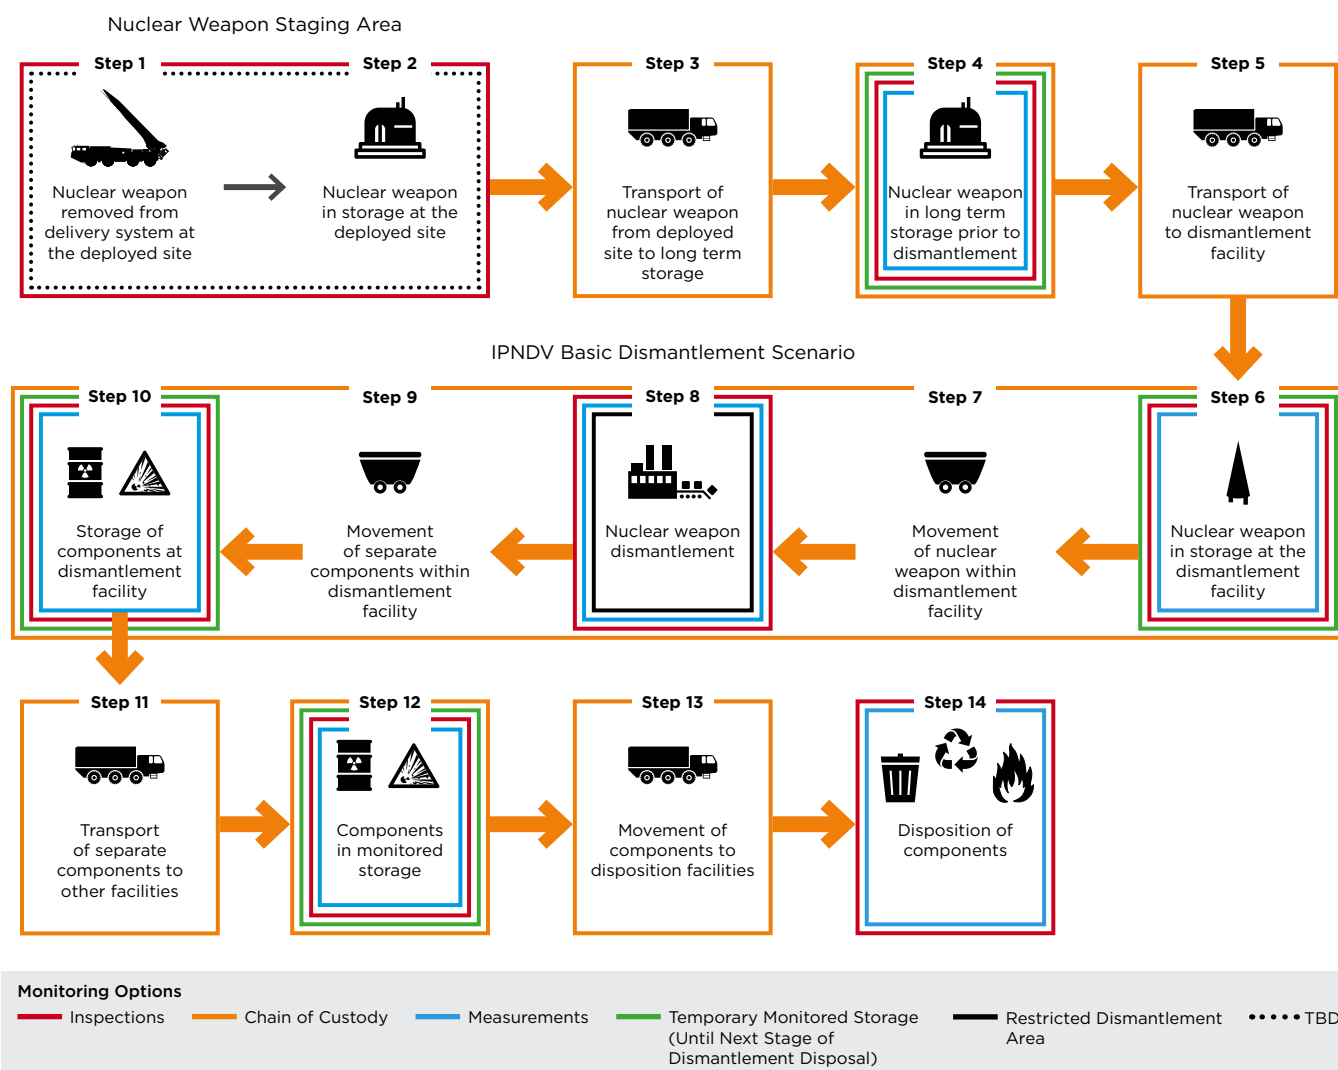 Nuclear Weapon Staging Area
Step 1
Step 2
Step 3
Step 4
Step 5
Nuclear weapon
removed from
delivery system at
the deployed site
Nuclear weapon
in storage at the
deployed site
Transport of
nuclear weapon
from deployed
site to long term
storage
Nuclear weapon
in long term
storage prior to
dismantlement
Transport of
nuclear weapon
to dismantlement
facility
IPNDV Basic Dismantlement Scenario
Step 10
Step 9
Step 8
Step 7
Step 6
Storage of
components at
dismantlement
facility
Movement
of separate
components within
dismantlement
facility
Nuclear weapon
dismantlement
Movement
of nuclear
weapon within
dismantlement
facility
Nuclear weapon
in storage at the
dismantlement
facility
Step 11
Step 12
Step 13
Step 14
Transport
of separate
components to
other facilities
Components
in monitored
storage
Movement of
components to
disposition facilities
Disposition of
components
Monitoring Options
Inspections
Chain of Custody
Measurements
Temporary Monitored Storage
(Until Next Stage of
Dismantlement Disposal)
Restricted Dismantlement
Area
TBD